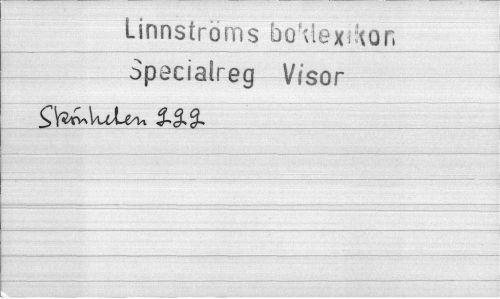 Linnströms boklexikon
Specialreg Visor
Skönheten 222